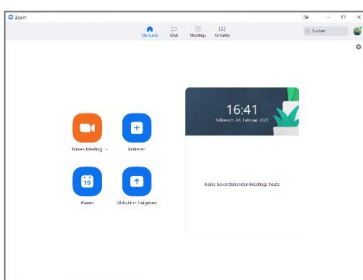 Zoom
Startseite
Chat
Meetings
Kontakte
Suchen
16:41
Mittwoch, 24. Februar 2021
Neues Meeting
Beitreten
19
Planen
Bildschirm freigeben
Keine bevorstehenden Meetings heute